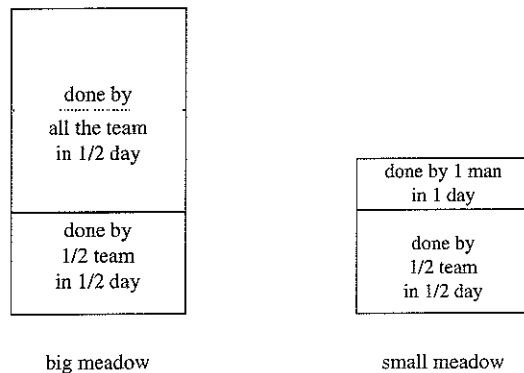 done by
all the team
in 1/2 day
done by
1/2 team
in 1/2 day
big meadow
done by 1 man
in 1 day
done by
1/2 team
in 1/2 day
small meadow